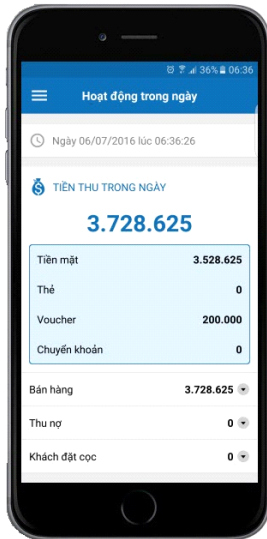 36% 06:36
Hoạt động trong ngày
Ngày 06/07/2016 lúc 06:36:26
TIỀN THU TRONG NGÀY
3.728.625
Tiền mặt 3.528.625
Thẻ 0
Voucher 200.000
Chuyển khoản 0
Bán hàng 3.728.625
Thu nợ 0
Khách đặt cọc 0